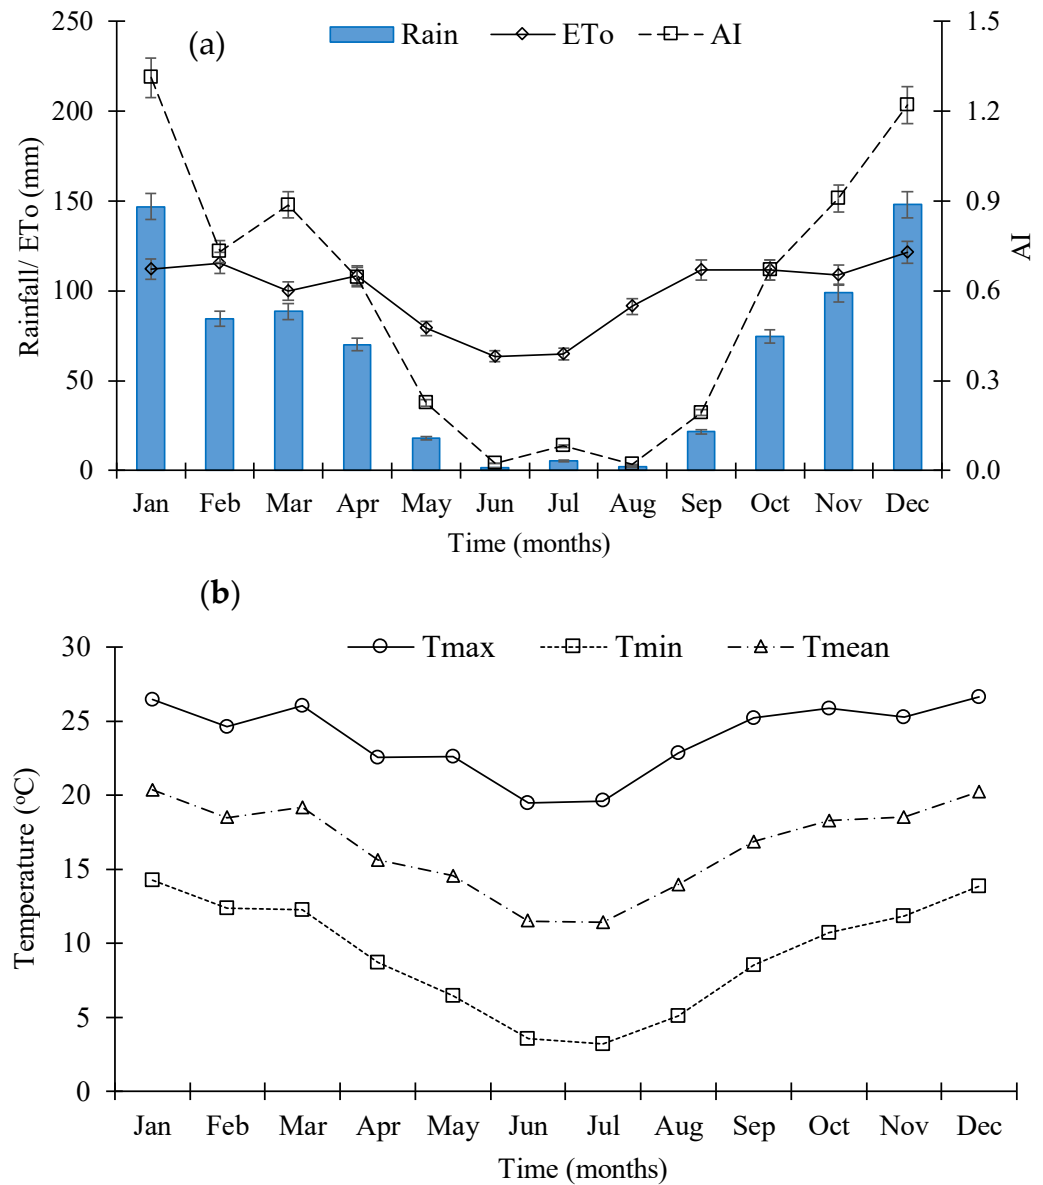 (a)
Rain ETo AI
250
200
150
100
50
0
Rainfall/ ETo (mm)
1.5
1.2
0.9
0.6
0.3
0.0
AI
Jan Feb Mar Apr May Jun Jul Aug Sep Oct Nov Dec
Time (months)
(b)
Tmax Tmin Tmean
30
25
20
15
10
5
0
Temperature (ºC)
Jan Feb Mar Apr May Jun Jul Aug Sep Oct Nov Dec
Time (months)